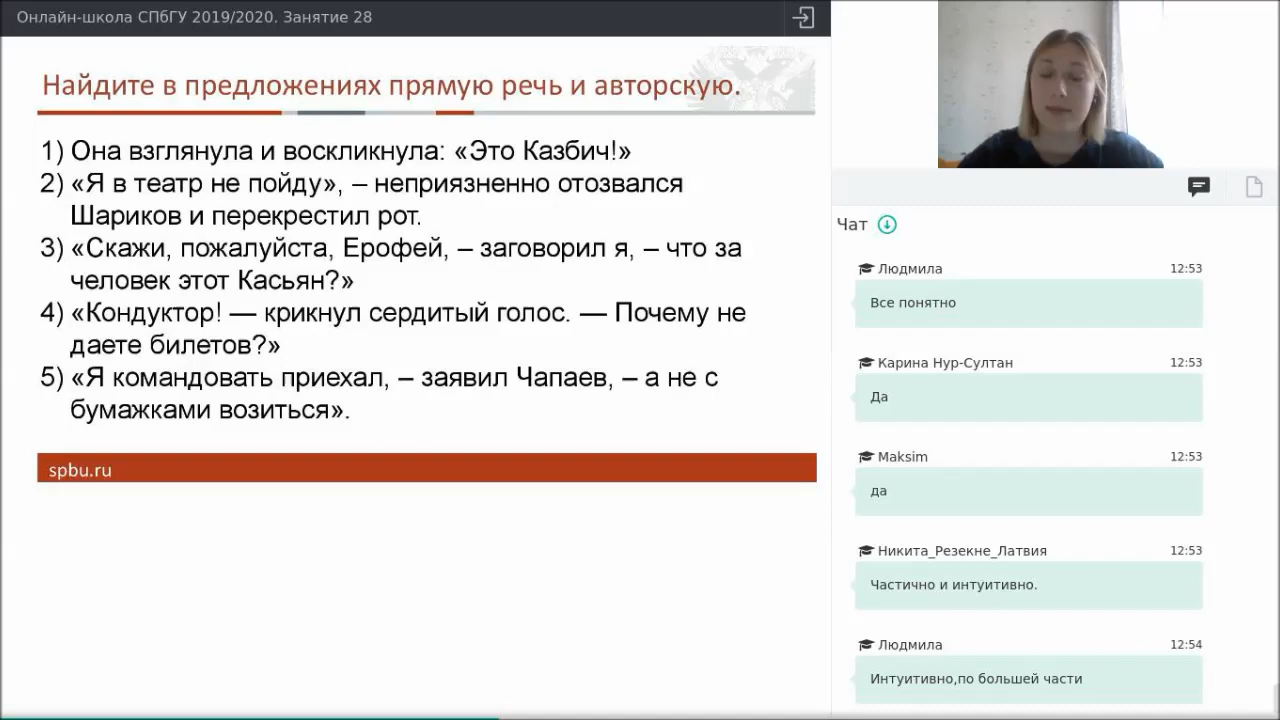 Онлайн-школа СПбГУ 2019/2020. Занятие 28
Найдите в предложениях прямую речь и авторскую.
1) Она взглянула и воскликнула: «Это Казбич!»
2) «Я в театр не пойду», – неприязненно отозвался
Шариков и перекрестил рот.
3) «Скажи, пожалуйста, Ерофей, – заговорил я, – что за
человек этот Касьян?»
4) «Кондуктор! — крикнул сердитый голос. — Почему не
даете билетов?»
5) «Я командовать приехал, – заявил Чапаев, – а не с
бумажками возиться».
spbu.ru
Чат
Людмила 12:53
Все понятно
Карина Нур-Султан 12:53
Да
Maksim 12:53
да
Никита_Резекне_Латвия 12:53
Частично и интуитивно.
Людмила 12:54
Интуитивно,по большей части